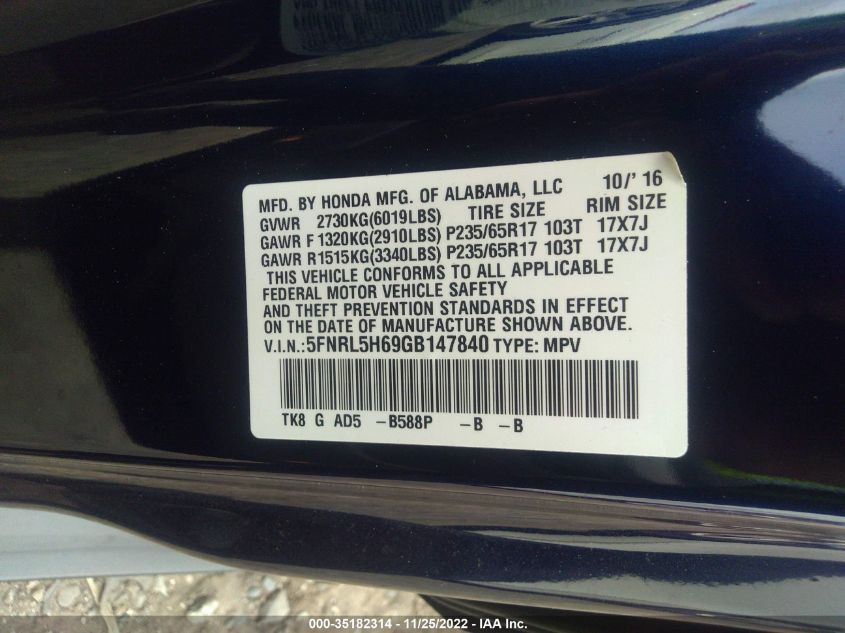 MFD. BY HONDA MFG. OF ALABAMA, LLC 10/' 16
GVWR 2730KG(6019LBS) TIRE SIZE RIM SIZE
GAWR F1320KG(2910LBS) P235/65R17 103T 17X7J
GAWR R1515KG(3340LBS) P235/65R17 103T 17X7J
THIS VEHICLE CONFORMS TO ALL APPLICABLE
FEDERAL MOTOR VEHICLE SAFETY
AND THEFT PREVENTION STANDARDS IN EFFECT
ON THE DATE OF MANUFACTURE SHOWN ABOVE.
V.I.N.:5FNRL5H69GB147840 TYPE: MPV
TK8 G AD5 -B588P -B -B
000-35182314 - 11/25/2022 - IAA Inc.